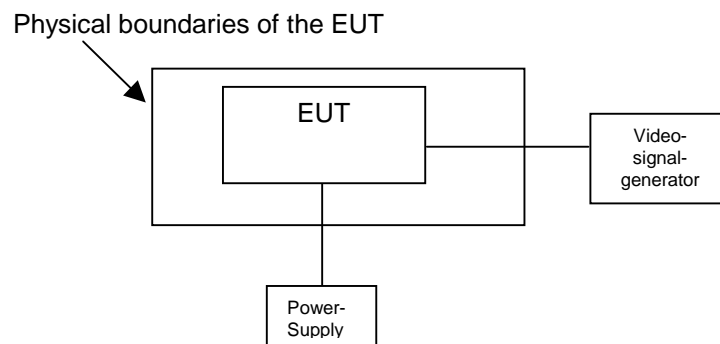 Physical boundaries of the EUT
EUT
Video-
signal-
generator
Power-
Supply